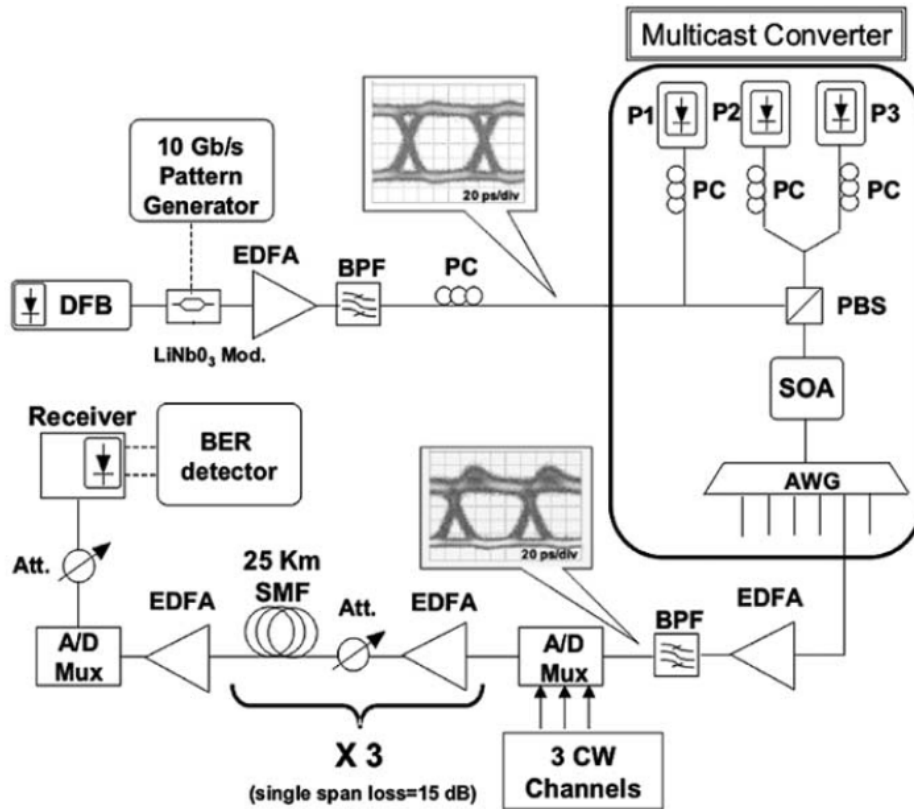 Multicast Converter
P1
P2
P3
PC
PC
PC
10 Gb/s
Pattern
Generator
20 ps/div
EDFA
BPF
PC
DFB
PBS
LiNb0₃ Mod.
SOA
Receiver
BER
detector
AWG
20 ps/div
Att.
25 Km
SMF
EDFA
Att.
EDFA
BPF
EDFA
A/D
Mux
A/D
Mux
X 3
(single span loss=15 dB)
3 CW
Channels